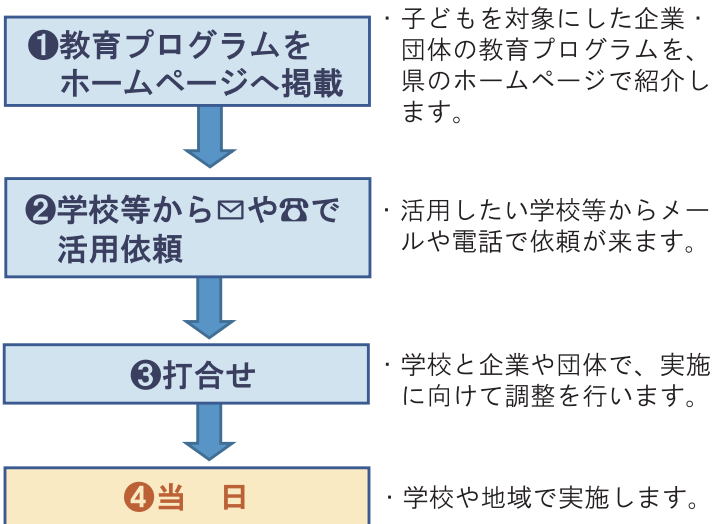 ❶教育プログラムを
ホームページへ掲載
・子どもを対象にした企業・
団体の教育プログラムを、
県のホームページで紹介し
ます。
❷学校等から✉や☎で
活用依頼
・活用したい学校等からメー
ルや電話で依頼が来ます。
❸打合せ
・学校と企業や団体で、実施
に向けて調整を行います。
❹当　日
・学校や地域で実施します。